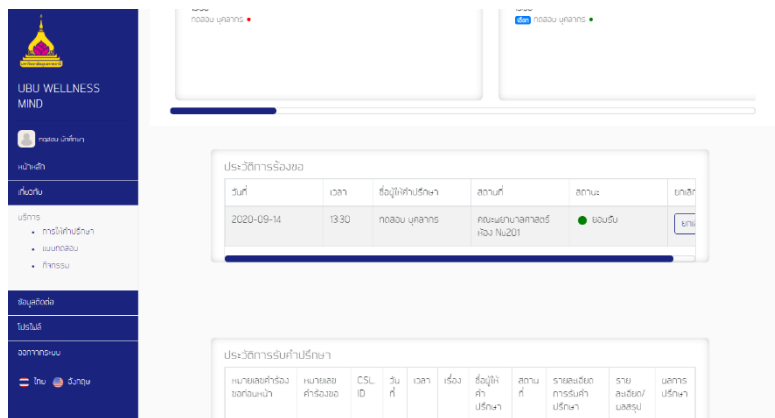 UBU WELLNESS
MIND
ทดสอบ นักศึกษา
หน้าหลัก
เกี่ยวกับ
บริการ
การให้คำปรึกษา
แบบทดสอบ
กิจกรรม
ข้อมูลติดต่อ
โปรไฟล์
ออกจากระบบ
ไทย อังกฤษ
ทดสอบ บุคลากร
เลือก ทดสอบ บุคลากร
ประวัติการร้องขอ
วันที่ เวลา ชื่อผู้ให้คำปรึกษา สถานที่ สถานะ ยกเลิก
2020-09-14 13:30 ทดสอบ บุคลากร คณะพยาบาลศาสตร์ ยอมรับ
ห้อง Nu201
ประวัติการรับคำปรึกษา
หมายเลขคำร้อง หมายเลข CSL วัน เวลา เรื่อง ชื่อผู้ให้ สถาน รายละเอียด ราย ผลการ
ขอก่อนหน้า คำร้องขอ ID ที่ คำ ที่ การรับคำ ละเอียด/ ปรึกษา
ปรึกษา ปรึกษา ผลสรุป